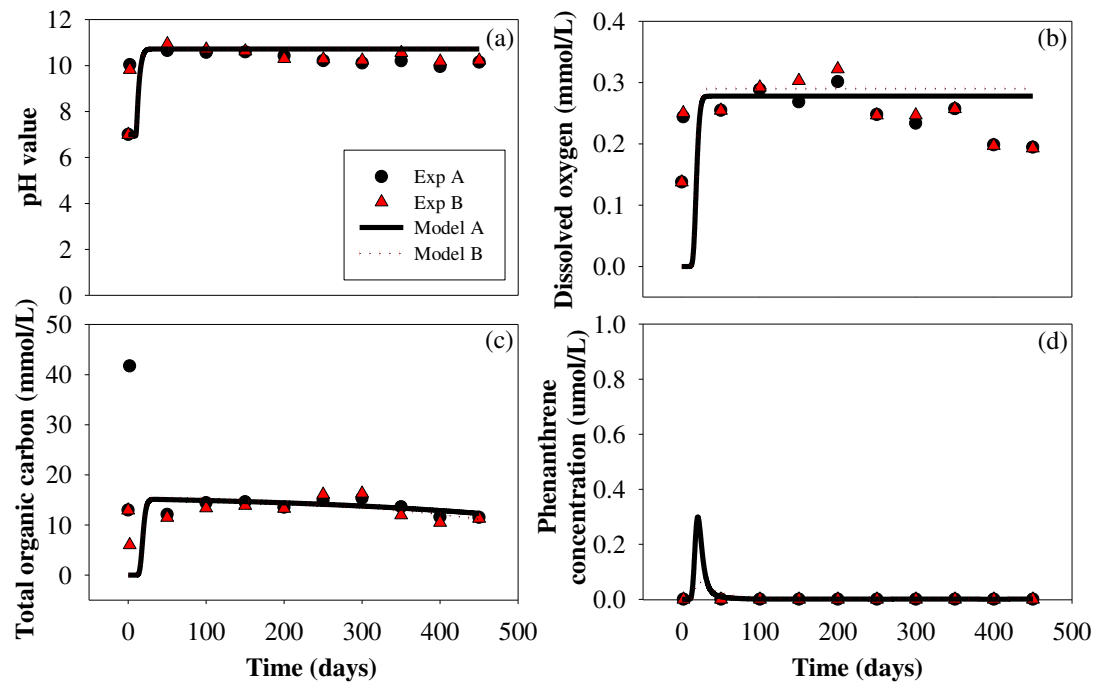 12
10
8
6
4
2
0
pH value
(a)
Exp A
Exp B
Model A
Model B
0.4
0.3
0.2
0.1
0.0
Dissolved oxygen (mmol/L)
(b)
50
40
30
20
10
0
Total organic carbon (mmol/L)
(c)
0 100 200 300 400 500
Time (days)
1.0
0.8
0.6
0.4
0.2
0.0
Phenanthrene
concentration (umol/L)
(d)
0 100 200 300 400 500
Time (days)